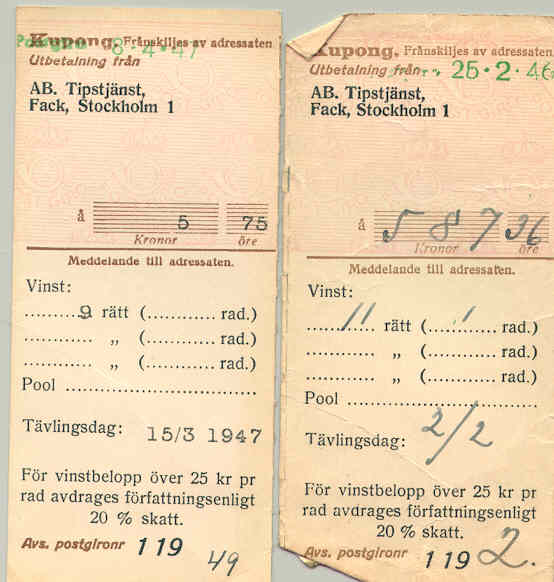 Kupong. Frånskiljes av adressaten
8-4-47
Utbetalning från
AB. Tipstjänst,
Fack, Stockholm 1
å 5 75
Kronor öre
Meddelande till adressaten.
Vinst:
9 rätt (............ rad.)
............ „ (............ rad.)
............ „ (............ rad.)
Pool ................................
Tävlingsdag: 15/3 1947
För vinstbelopp över 25 kr pr
rad avdrages författningsenligt
20 % skatt.
Avs. postgironr 119
49
Kupong. Frånskiljes av adressaten
Utbetalning från 25·2·46
AB. Tipstjänst,
Fack, Stockholm 1
å 587 36
Kronor öre
Meddelande till adressaten.
Vinst:
11 rätt (.....1...... rad.)
............ „ (............ rad.)
............ „ (............ rad.)
Pool ................................
Tävlingsdag: 2/2
För vinstbelopp över 25 kr pr
rad avdrages författningsenligt
20 % skatt.
Avs. postgironr 119 2.